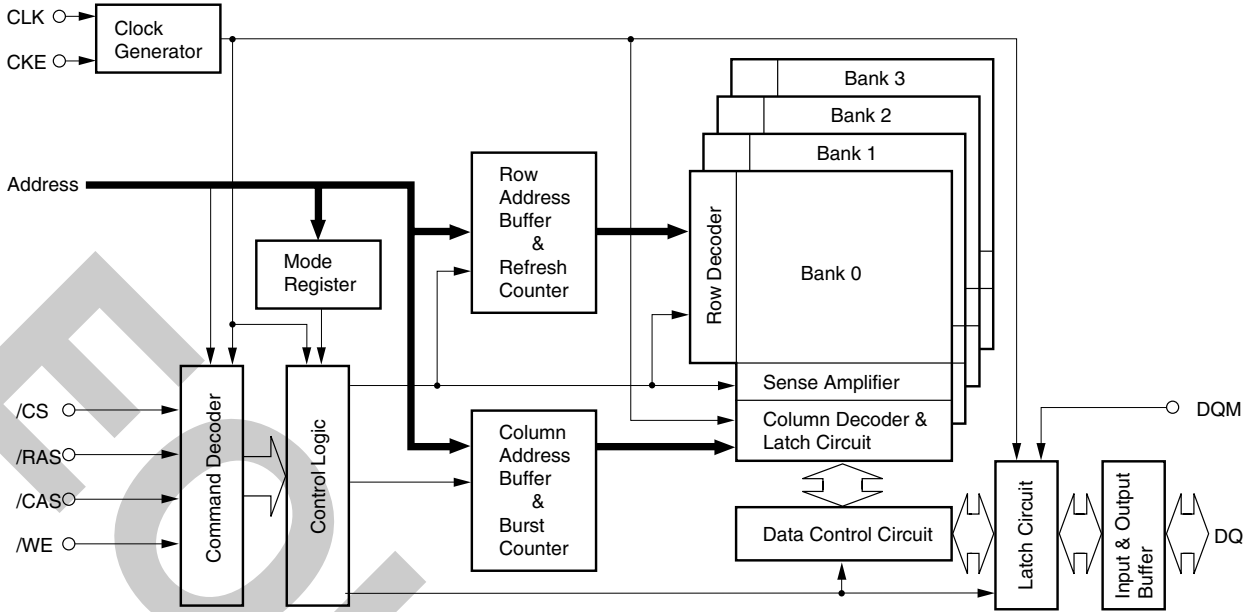 CLK
CKE
Clock
Generator
Address
Mode
Register
Row
Address
Buffer
&
Refresh
Counter
Bank 3
Bank 2
Bank 1
Bank 0
Row Decoder
Sense Amplifier
Column Decoder &
Latch Circuit
/CS
/RAS
/CAS
/WE
Command Decoder
Control Logic
Column
Address
Buffer
&
Burst
Counter
Data Control Circuit
Latch Circuit
Input & Output
Buffer
DQM
DQ